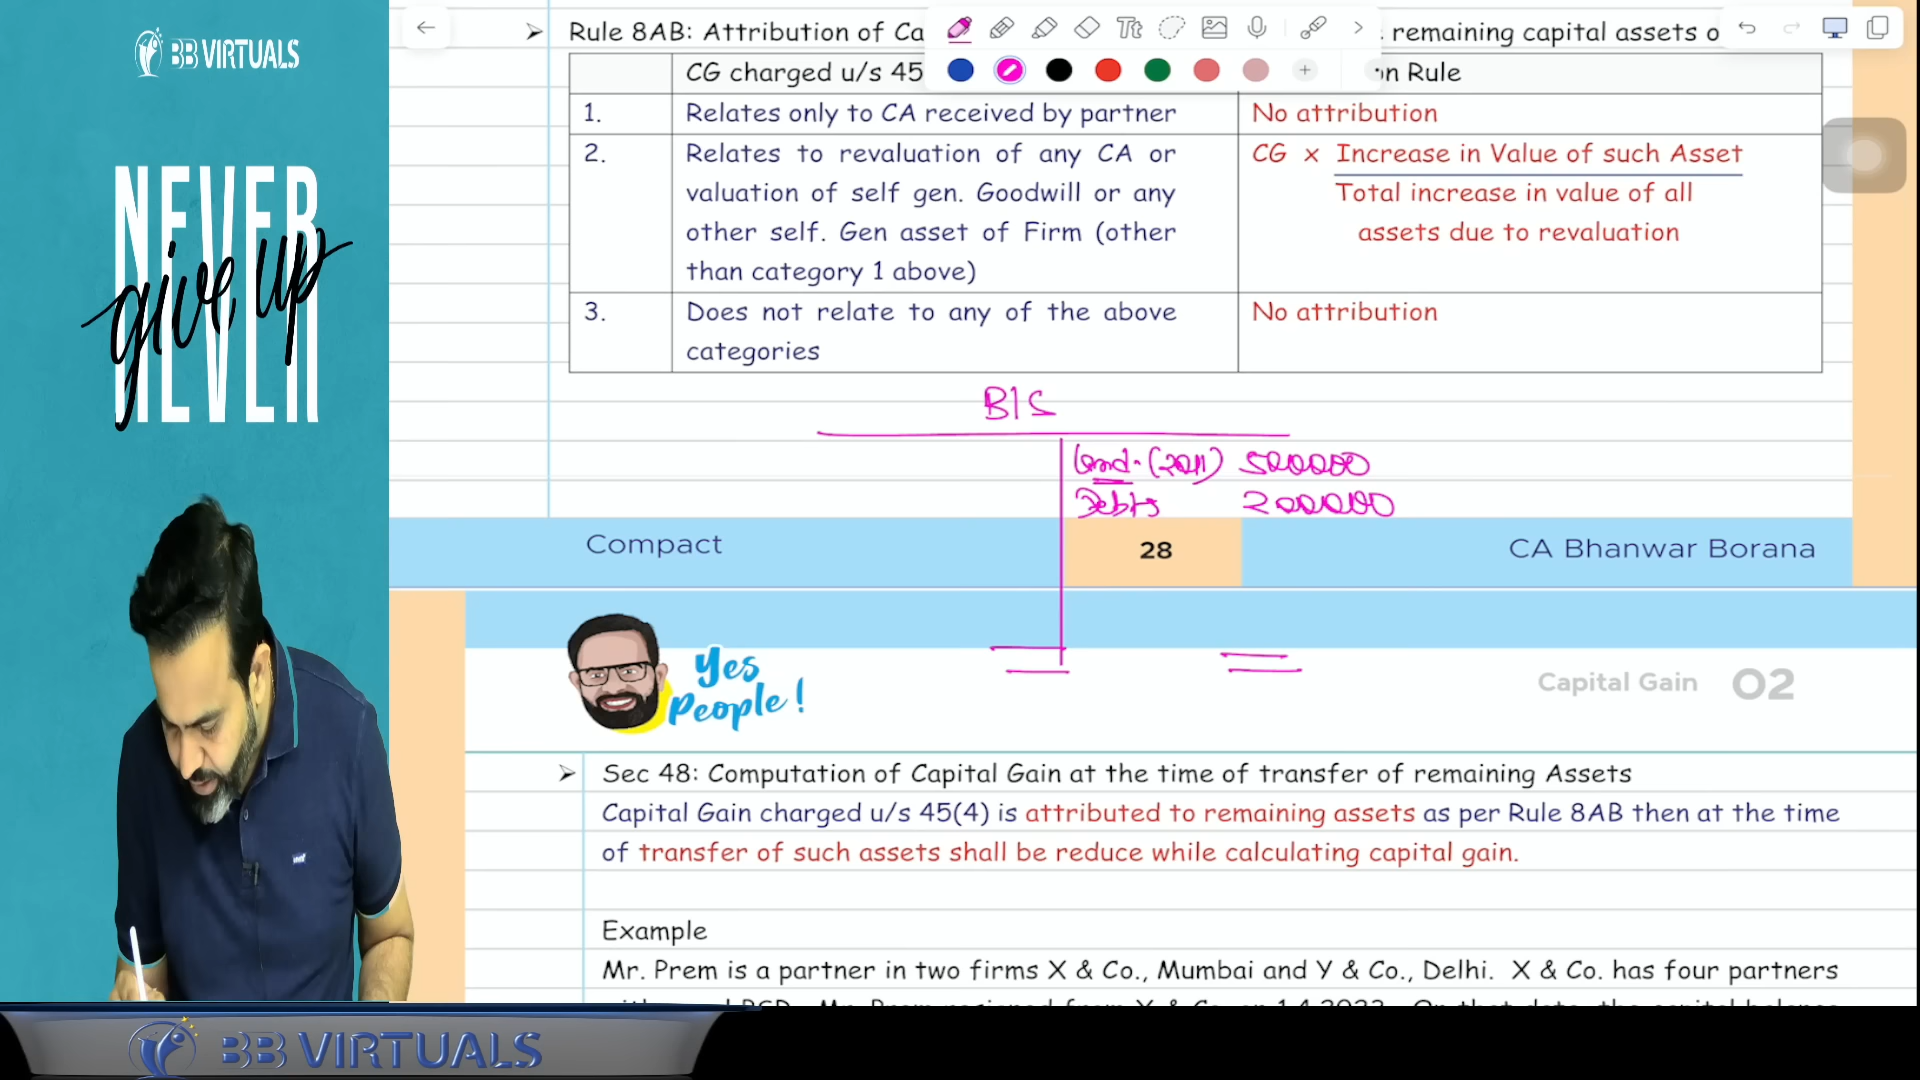 BB VIRTUALS
NEVER
give up
NEVER
Rule 8AB: Attribution of Ca
remaining capital assets o
CG charged u/s 45
n Rule
1.
Relates only to CA received by partner
No attribution
2.
Relates to revaluation of any CA or
valuation of self gen. Goodwill or any
other self. Gen asset of Firm (other
than category 1 above)
CG x Increase in Value of such Asset
Total increase in value of all
assets due to revaluation
3.
Does not relate to any of the above
categories
No attribution
B/S
Land. (2011) 500000
Debts 2000000
Compact
28
CA Bhanwar Borana
Yes
People!
Capital Gain 02
Sec 48: Computation of Capital Gain at the time of transfer of remaining Assets
Capital Gain charged u/s 45(4) is attributed to remaining assets as per Rule 8AB then at the time
of transfer of such assets shall be reduce while calculating capital gain.
Example
Mr. Prem is a partner in two firms X & Co., Mumbai and Y & Co., Delhi. X & Co. has four partners
BB VIRTUALS